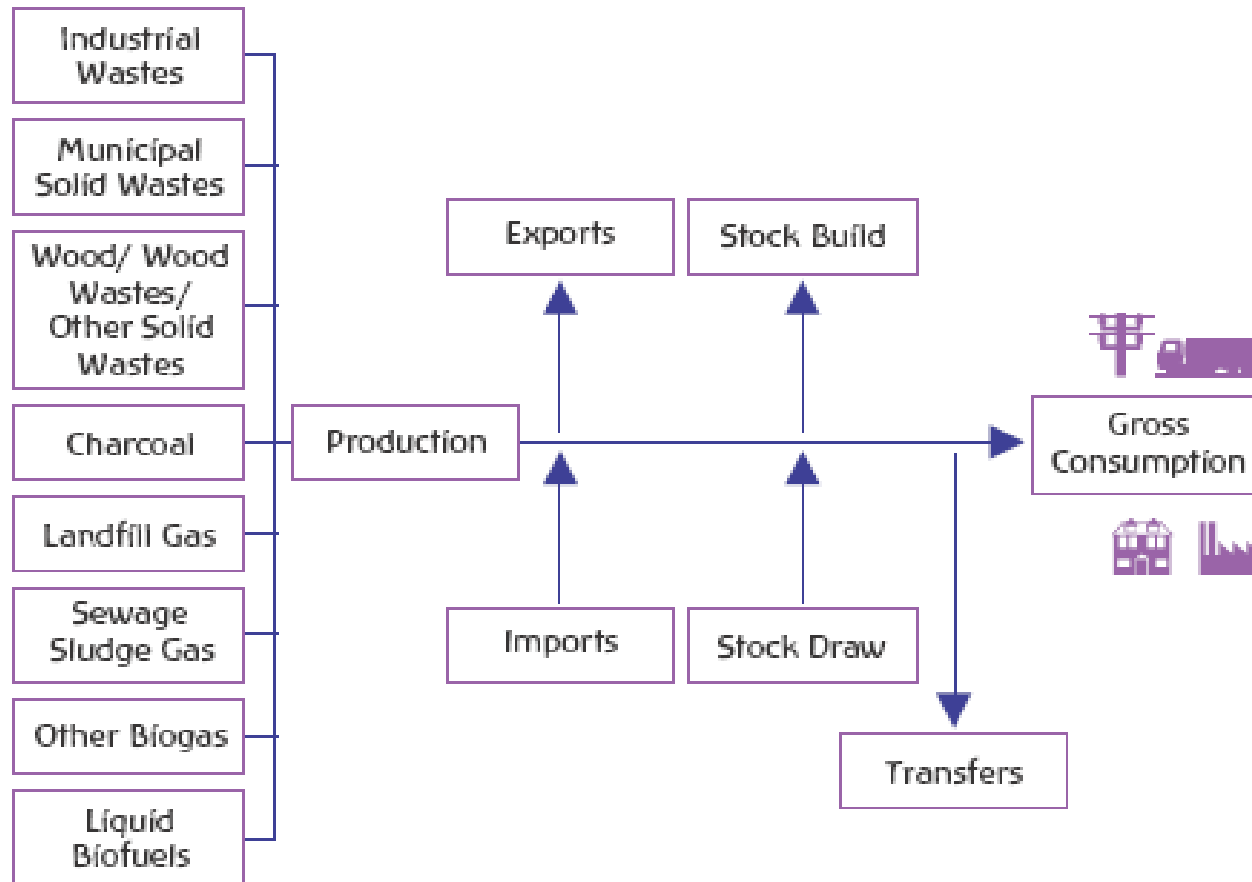 Industrial
Wastes
Municipal
Solid Wastes
Wood/ Wood
Wastes/
Other Solid
Wastes
Charcoal
Landfill Gas
Sewage
Sludge Gas
Other Biogas
Liquid
Biofuels
Production
Exports
Imports
Stock Build
Stock Draw
Transfers
Gross
Consumption